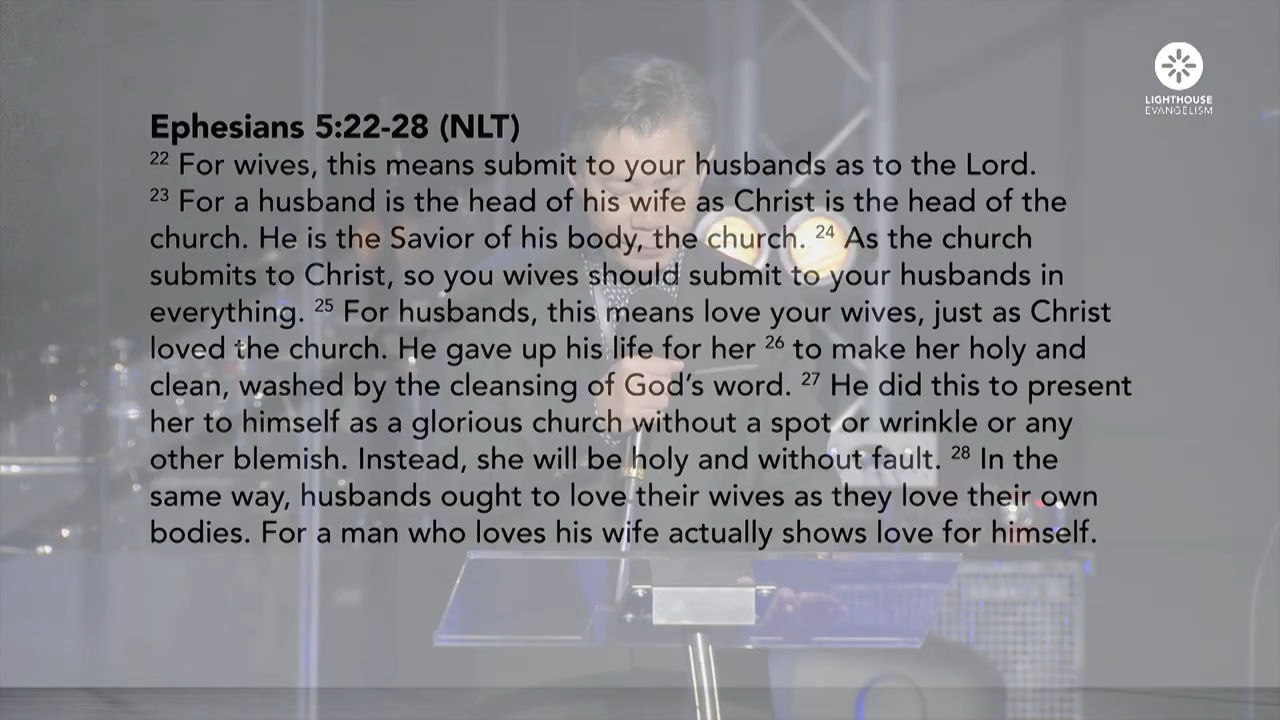 LIGHTHOUSE
EVANGELISM
Ephesians 5:22-28 (NLT)
22 For wives, this means submit to your husbands as to the Lord.
23 For a husband is the head of his wife as Christ is the head of the
church. He is the Savior of his body, the church. 24 As the church
submits to Christ, so you wives should submit to your husbands in
everything. 25 For husbands, this means love your wives, just as Christ
loved the church. He gave up his life for her 26 to make her holy and
clean, washed by the cleansing of God’s word. 27 He did this to present
her to himself as a glorious church without a spot or wrinkle or any
other blemish. Instead, she will be holy and without fault. 28 In the
same way, husbands ought to love their wives as they love their own
bodies. For a man who loves his wife actually shows love for himself.